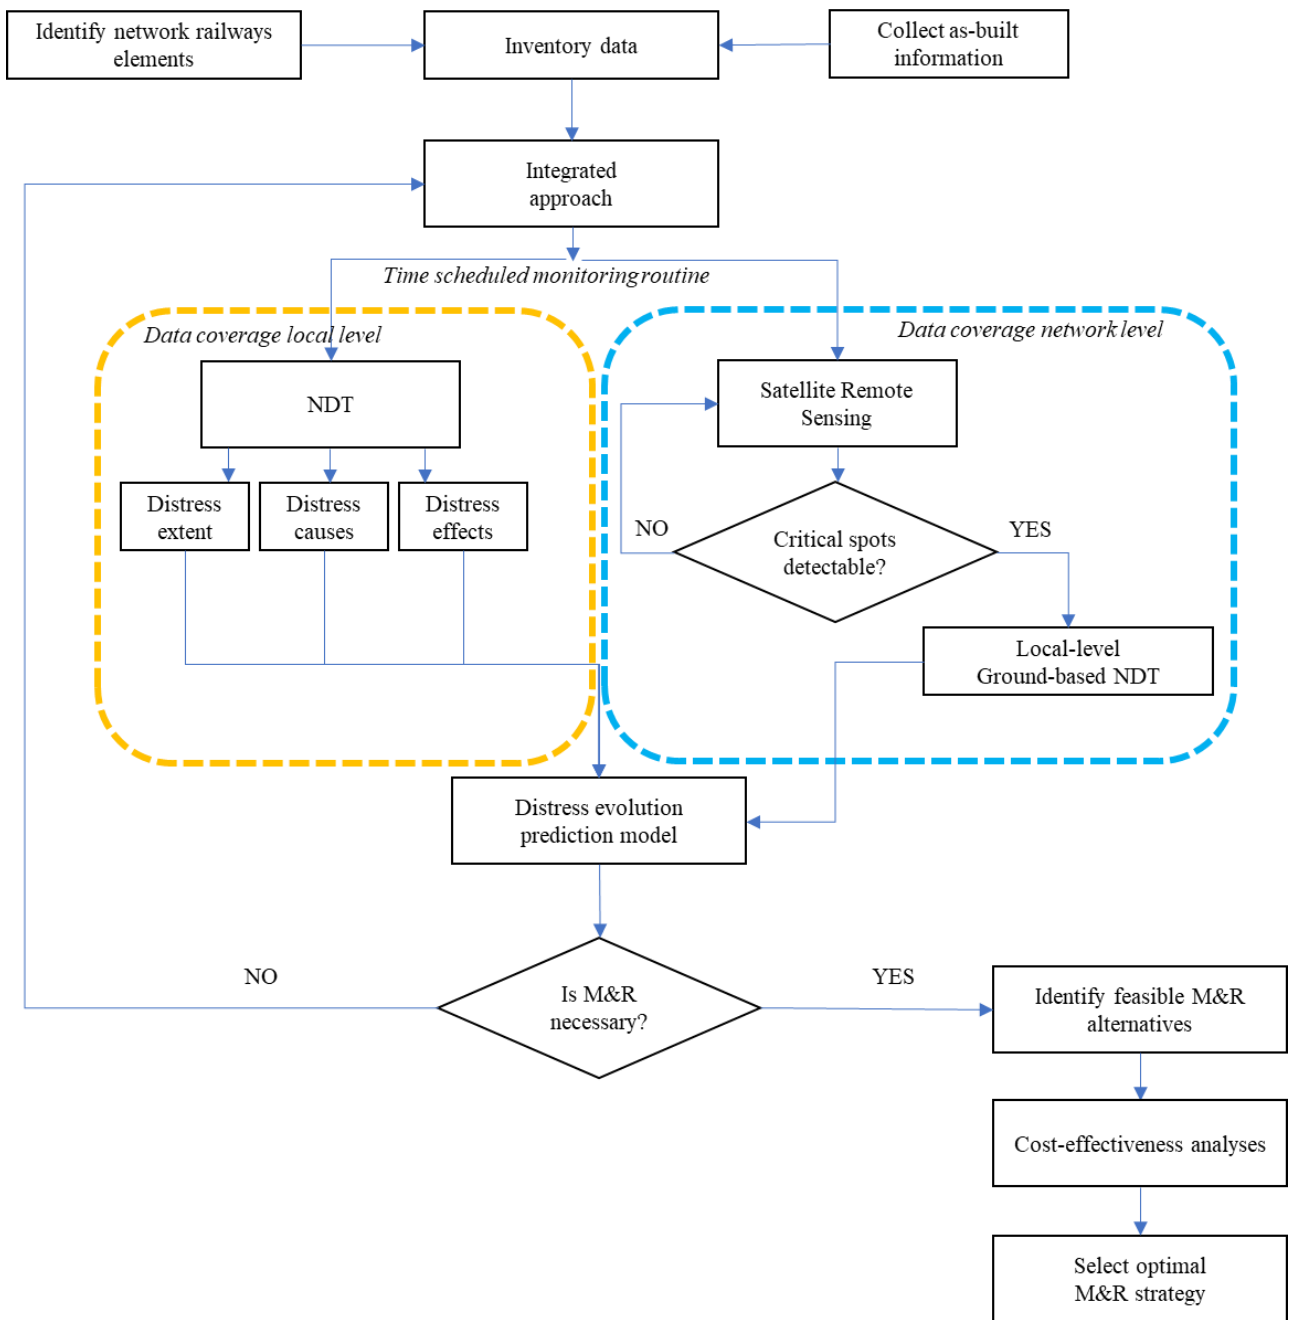 Identify network railways
elements
Inventory data
Collect as-built
information
Integrated
approach
Time scheduled monitoring routine
Data coverage local level
Data coverage network level
NDT
Satellite Remote
Sensing
Distress
extent
Distress
causes
Distress
effects
NO
Critical spots
detectable?
YES
Local-level
Ground-based NDT
Distress evolution
prediction model
NO
Is M&R
necessary?
YES
Identify feasible M&R
alternatives
Cost-effectiveness analyses
Select optimal
M&R strategy